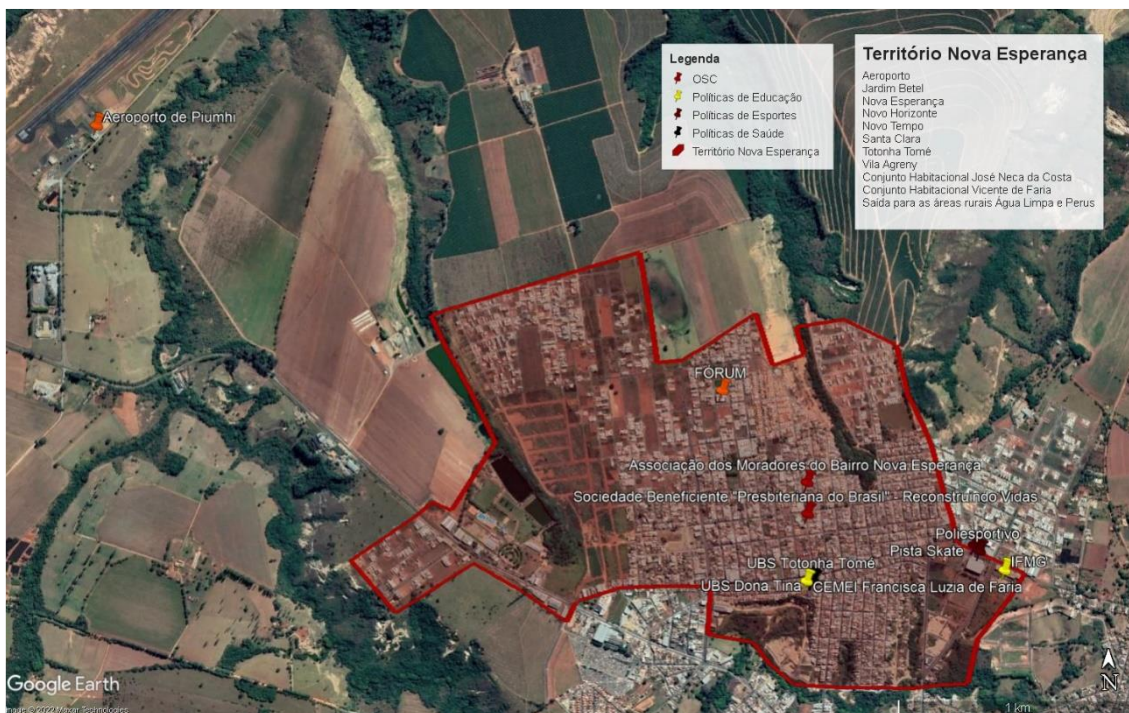 Legenda
OSC
Políticas de Educação
Políticas de Esportes
Políticas de Saúde
Território Nova Esperança
Território Nova Esperança
Aeroporto
Jardim Betel
Nova Esperança
Novo Horizonte
Novo Tempo
Santa Clara
Totonha Tomé
Vila Agreny
Conjunto Habitacional José Neca da Costa
Conjunto Habitacional Vicente de Faria
Saída para as áreas rurais Água Limpa e Perus
Aeroporto de Piumhi
FÓRUM
Associação dos Moradores do Bairro Nova Esperança
Sociedade Beneficiente "Presbiteriana do Brasil" - Reconstruindo Vidas
Poliesportivo
Pista Skate
IFMG
UBS Totonha Tomé
UBS Dona Tina
CEMEI Francisca Luzia de Faria
Google Earth
Image © 2022 Maxar Technologies
1 km
N